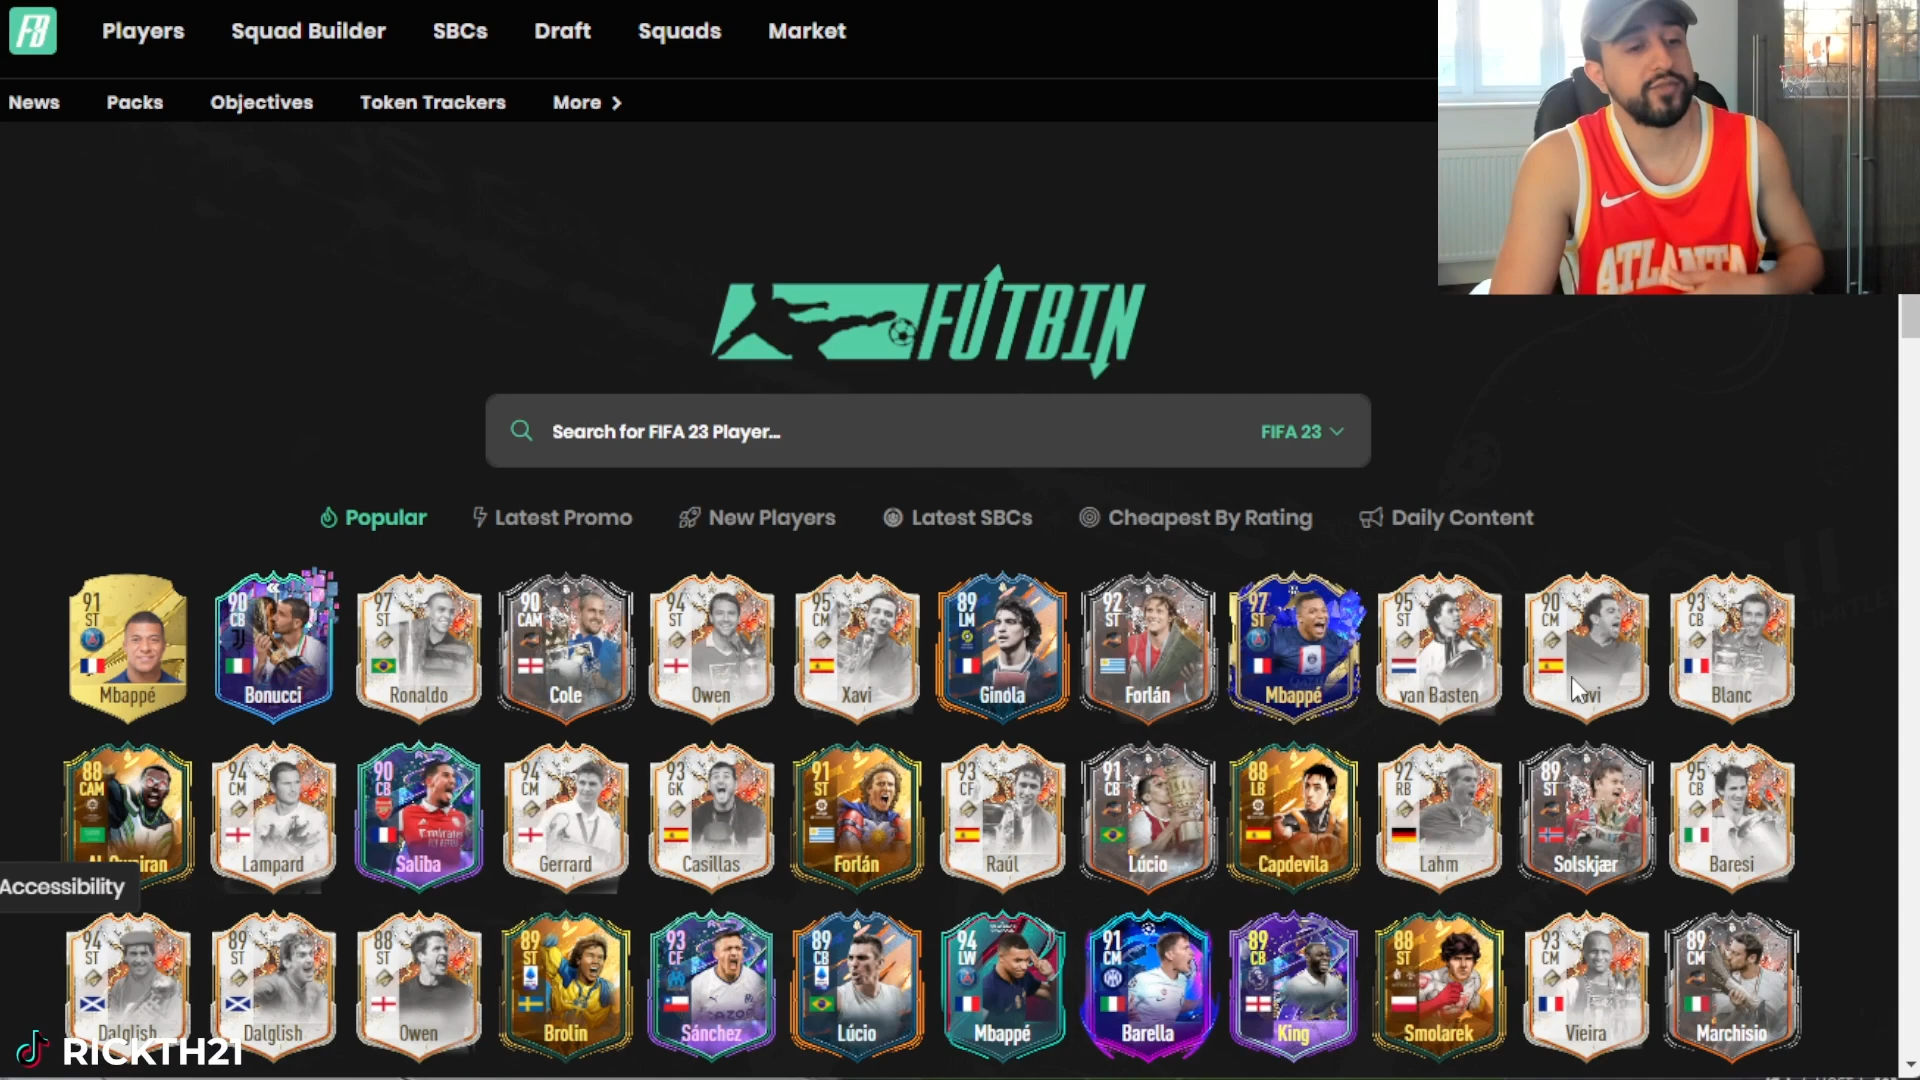 FB Players Squad Builder SBCs Draft Squads Market
News Packs Objectives Token Trackers More
ATLANTA
FUTBIN
Search for FIFA 23 Player... FIFA 23
Popular Latest Promo New Players Latest SBCs Cheapest By Rating Daily Content
91 90 97 90 94 95 89 92 97 95 90 93
ST CB ST CAM ST CM LM ST ST ST CM CB
Mbappé Bonucci Ronaldo Cole Owen Xavi Ginola Forlán Mbappé van Basten vi Blanc
88 94 90 94 93 91 93 91 88 92 89 95
CAM CM CB CM GK ST CF CB LB RB ST CB
Lampard Saliba Gerrard Casillas Forlán Raúl Lúcio Capdevila Lahm Solskjær Baresi
Accessibility
94 89 88 89 93 89 94 91 89 88 93 89
ST ST ST ST CF CB LW CM CB ST CM CM
Dalglish Dalglish Owen Brolin Sánchez Lúcio Mbappé Barella King Smolarek Vieira Marchisio
RICKTH21